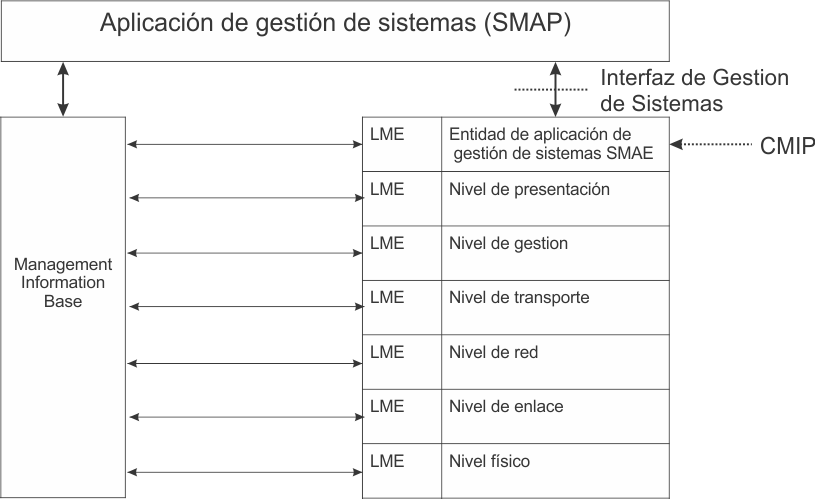 Aplicación de gestión de sistemas (SMAP)
Interfaz de Gestion
de Sistemas
LME
Entidad de aplicación de
gestión de sistemas SMAE
CMIP
LME
Nivel de presentación
LME
Nivel de gestion
Management
Information
Base
LME
Nivel de transporte
LME
Nivel de red
LME
Nivel de enlace
LME
Nivel físico